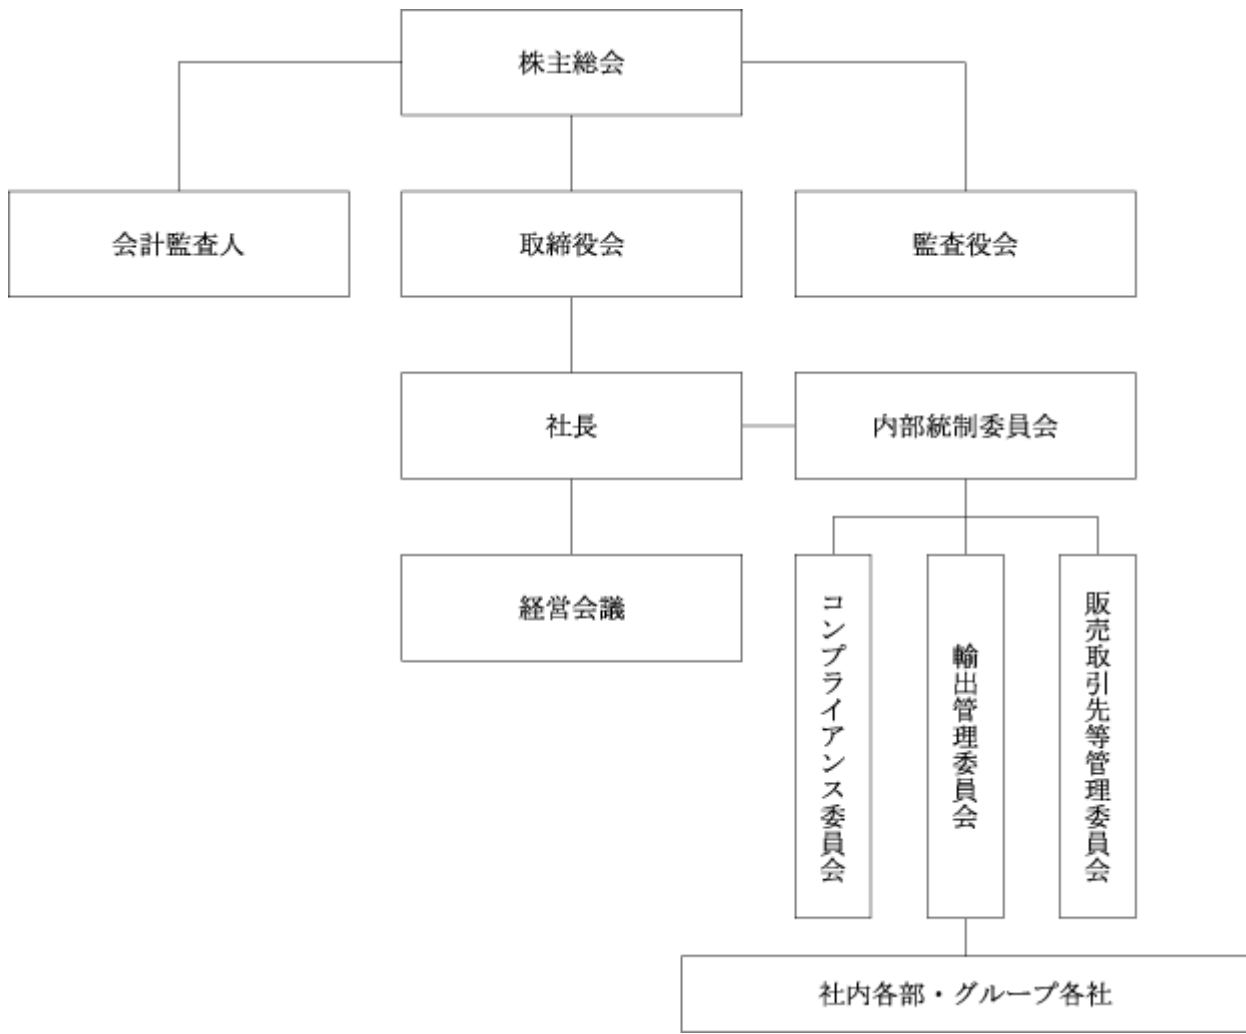 株主総会
会計監査人
取締役会
監査役会
社長
内部統制委員会
経営会議
コンプライアンス委員会
輸出管理委員会
販売取引先等管理委員会
社内各部・グループ各社